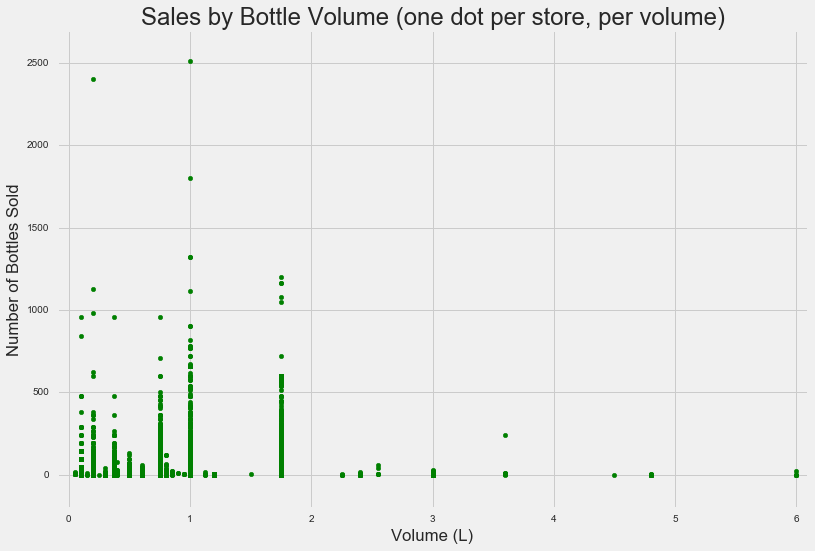 Sales by Bottle Volume (one dot per store, per volume)
Number of Bottles Sold
2500
2000
1500
1000
500
0
0 1 2 3 4 5 6
Volume (L)